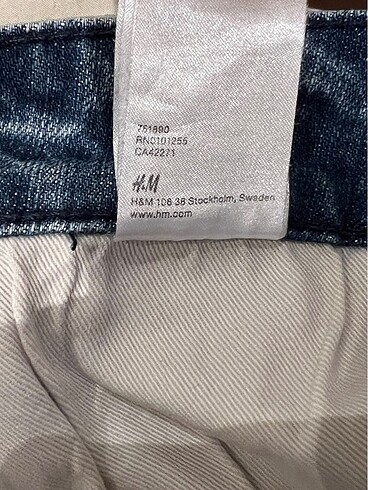 751690
RN0101255
CA42271
H&M
H&M 106 38 Stockholm, Sweden
www.hm.com